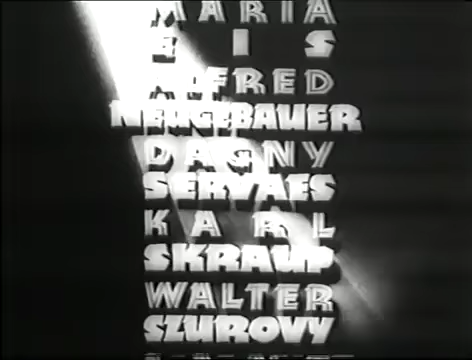 MARIA
EIS
ALFRED
NEUGEBAUER
DAGNY
SERVAES
KARL
SKRAUP
WALTER
SZUROVY